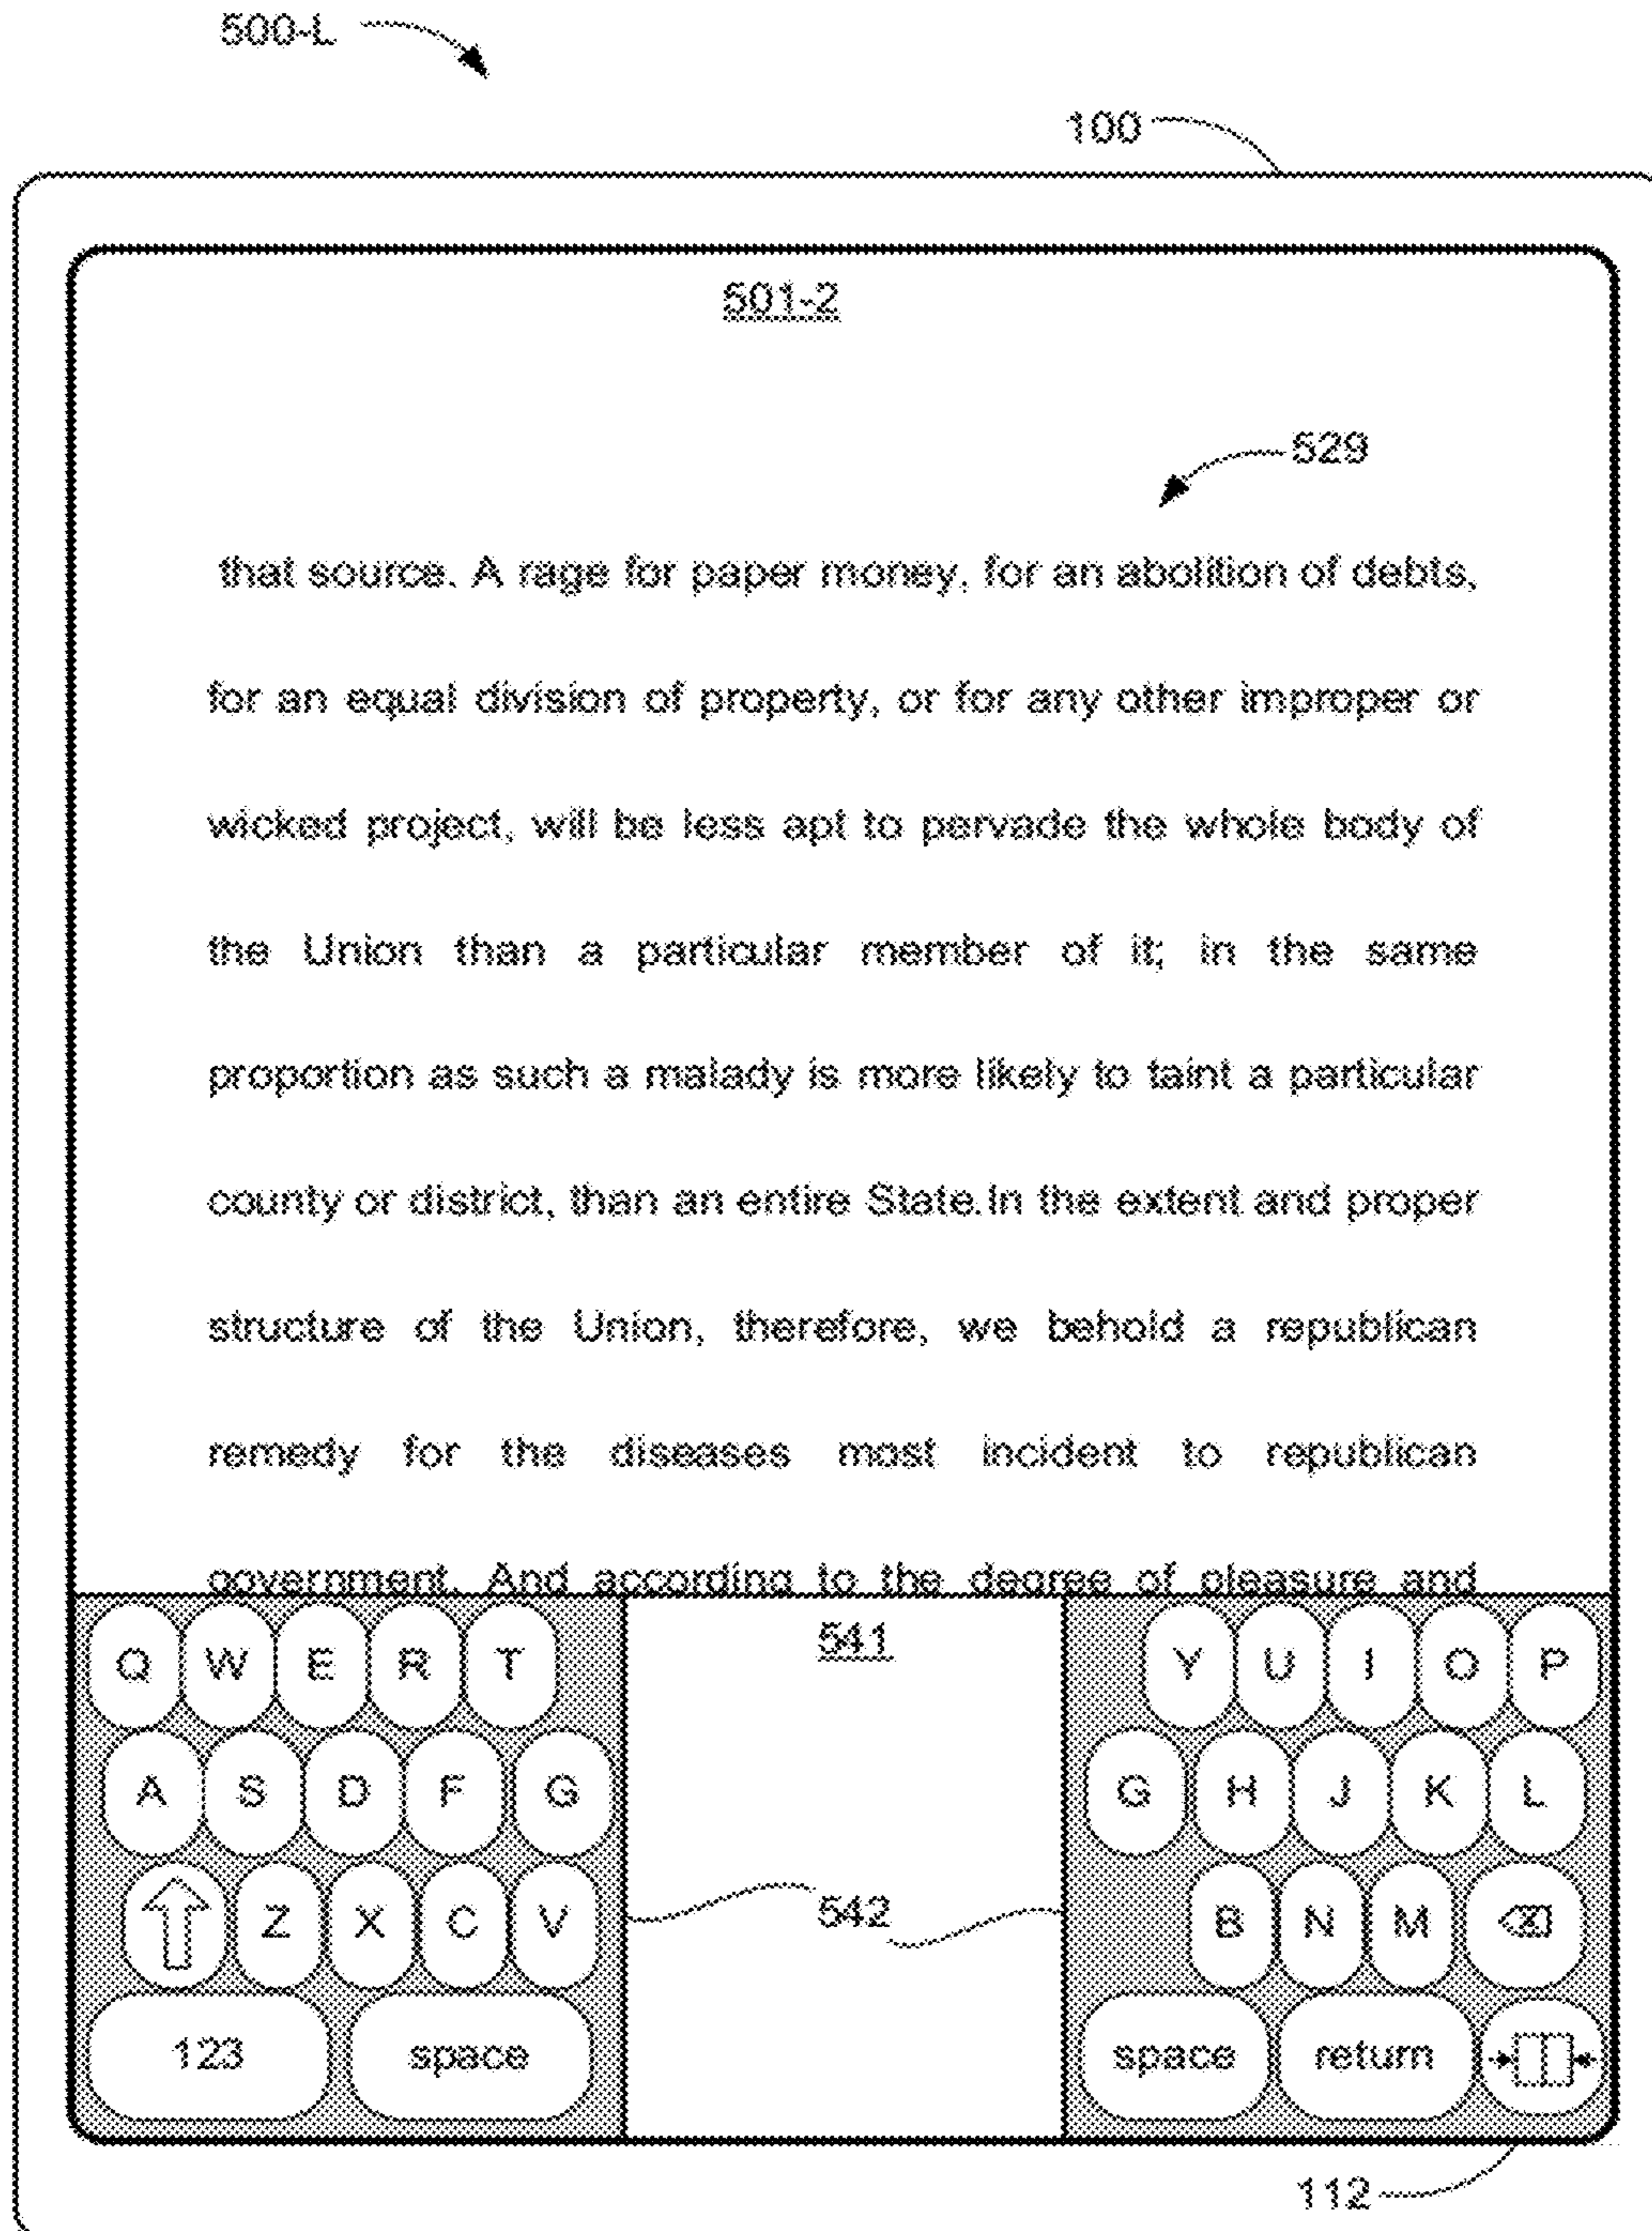 500-L
100
501-2
529
that source. A rage for paper money, for an abolition of debts,
for an equal division of property, or for any other improper or
wicked project, will be less apt to pervade the whole body of
the Union than a particular member of it; in the same
proportion as such a malady is more likely to taint a particular
county or district, than an entire State.In the extent and proper
structure of the Union, therefore, we behold a republican
remedy for the diseases most incident to republican
government. And according to the degree of pleasure and
541
Q W E R T Y U I O P
A S D F G G H J K L
542
Z X C V B N M
123 space space return
112